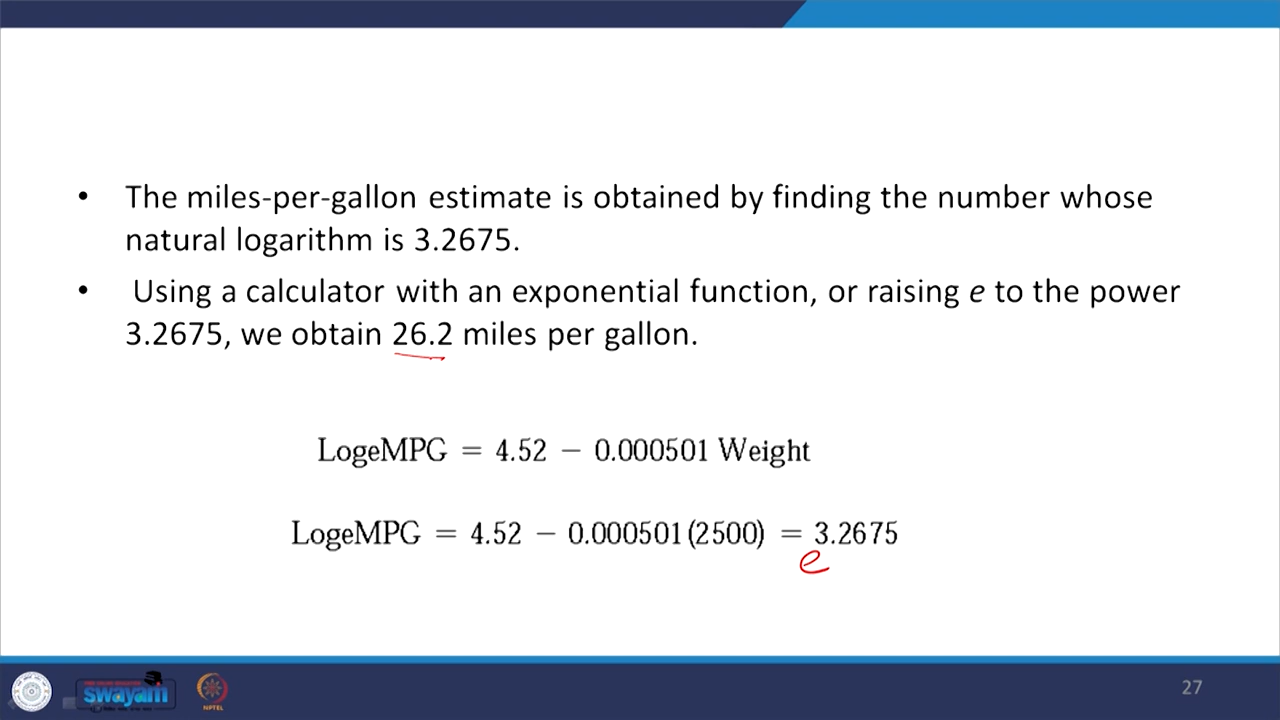 • The miles-per-gallon estimate is obtained by finding the number whose
natural logarithm is 3.2675.
• Using a calculator with an exponential function, or raising e to the power
3.2675, we obtain 26.2 miles per gallon.
LogeMPG = 4.52 − 0.000501 Weight
LogeMPG = 4.52 − 0.000501(2500) = 3.2675
e
swayam
NPTEL
27